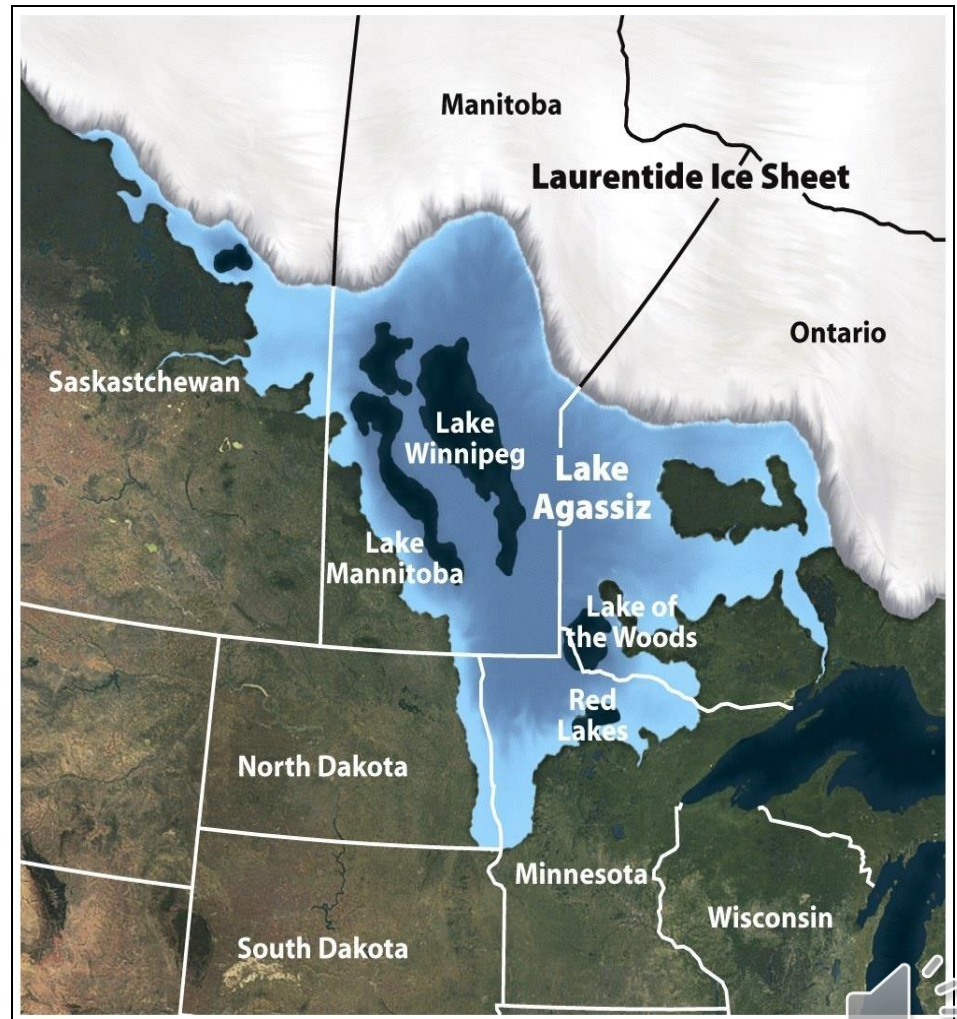 Manitoba
Laurentide Ice Sheet
Ontario
Saskastchewan
Lake
Winnipeg
Lake
Agassiz
Lake
Mannitoba
Lake of
the Woods
Red
Lakes
North Dakota
Minnesota
Wisconsin
South Dakota